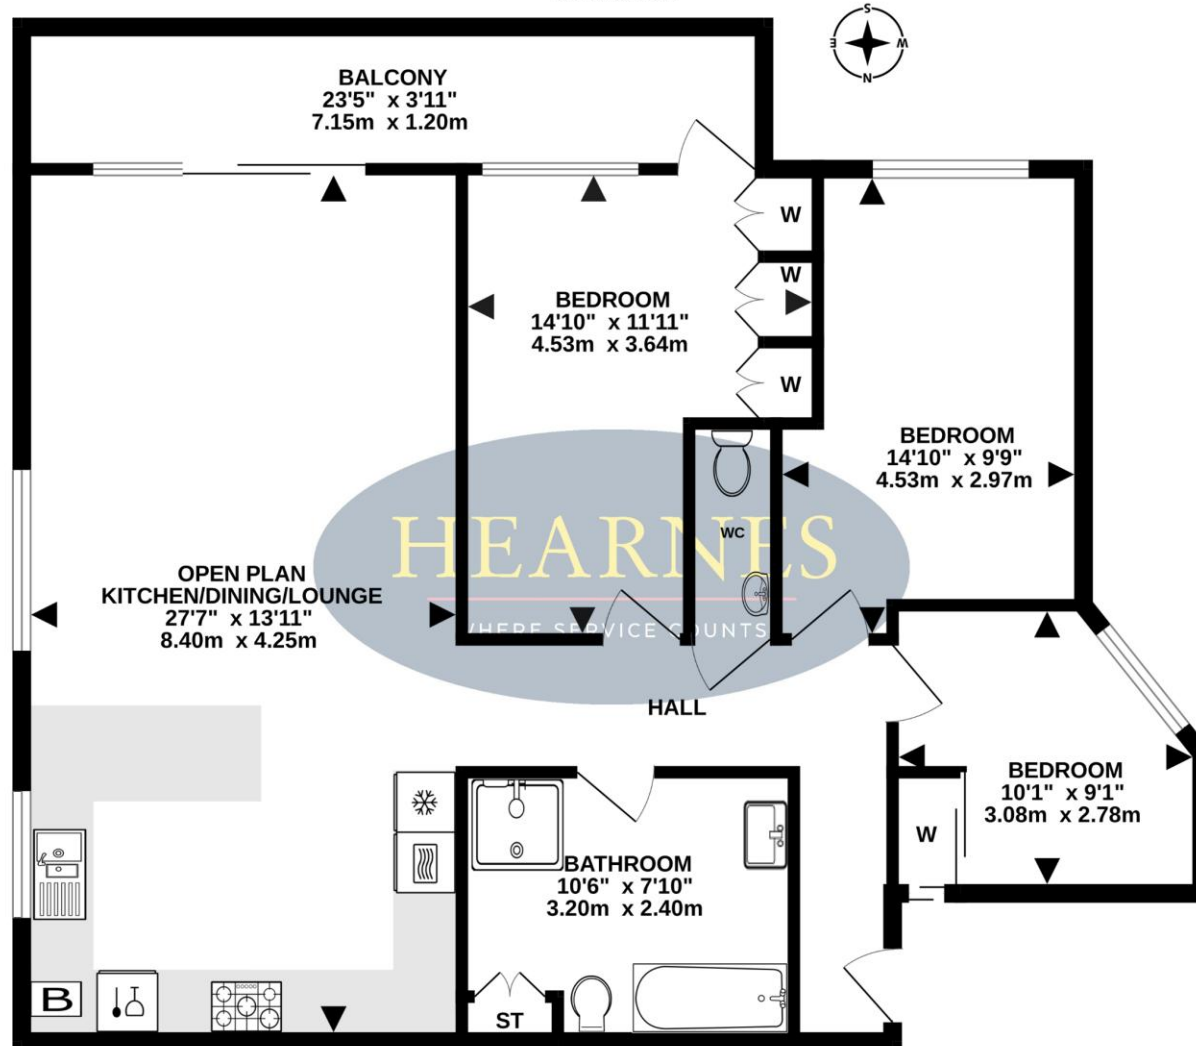 S
E W
N
BALCONY
23'5" x 3'11"
7.15m x 1.20m
W
W
W
BEDROOM
14'10" x 11'11"
4.53m x 3.64m
BEDROOM
14'10" x 9'9"
4.53m x 2.97m
HEARNES
WHERE SERVICE COUNTS
WC
OPEN PLAN
KITCHEN/DINING/LOUNGE
27'7" x 13'11"
8.40m x 4.25m
HALL
BEDROOM
10'1" x 9'1"
3.08m x 2.78m
W
BATHROOM
10'6" x 7'10"
3.20m x 2.40m
B
ST